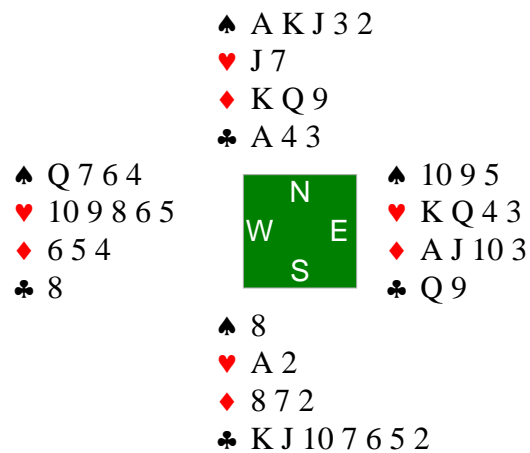 ♠ A K J 3 2
♥ J 7
♦ K Q 9
♣ A 4 3
♠ Q 7 6 4
♥ 10 9 8 6 5
♦ 6 5 4
♣ 8
N
W E
S
♠ 10 9 5
♥ K Q 4 3
♦ A J 10 3
♣ Q 9
♠ 8
♥ A 2
♦ 8 7 2
♣ K J 10 7 6 5 2